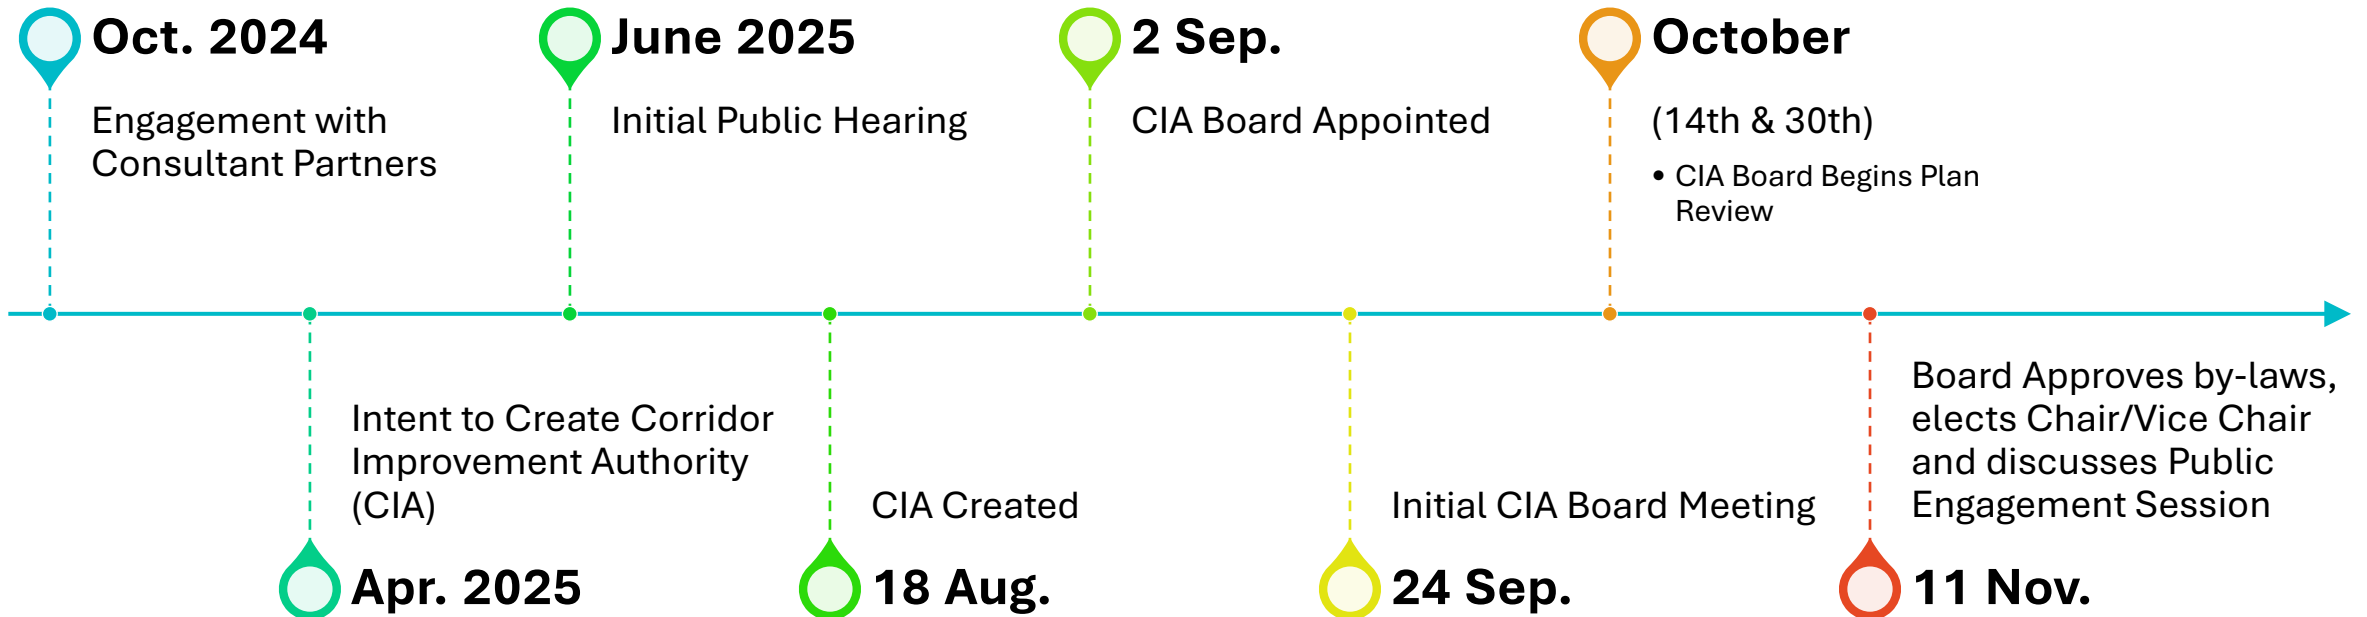 Oct. 2024
Engagement with
Consultant Partners
Intent to Create Corridor
Improvement Authority
(CIA)
Apr. 2025
June 2025
Initial Public Hearing
CIA Created
18 Aug.
2 Sep.
CIA Board Appointed
Initial CIA Board Meeting
24 Sep.
October
(14th & 30th)
• CIA Board Begins Plan
Review
Board Approves by-laws,
elects Chair/Vice Chair
and discusses Public
Engagement Session
11 Nov.